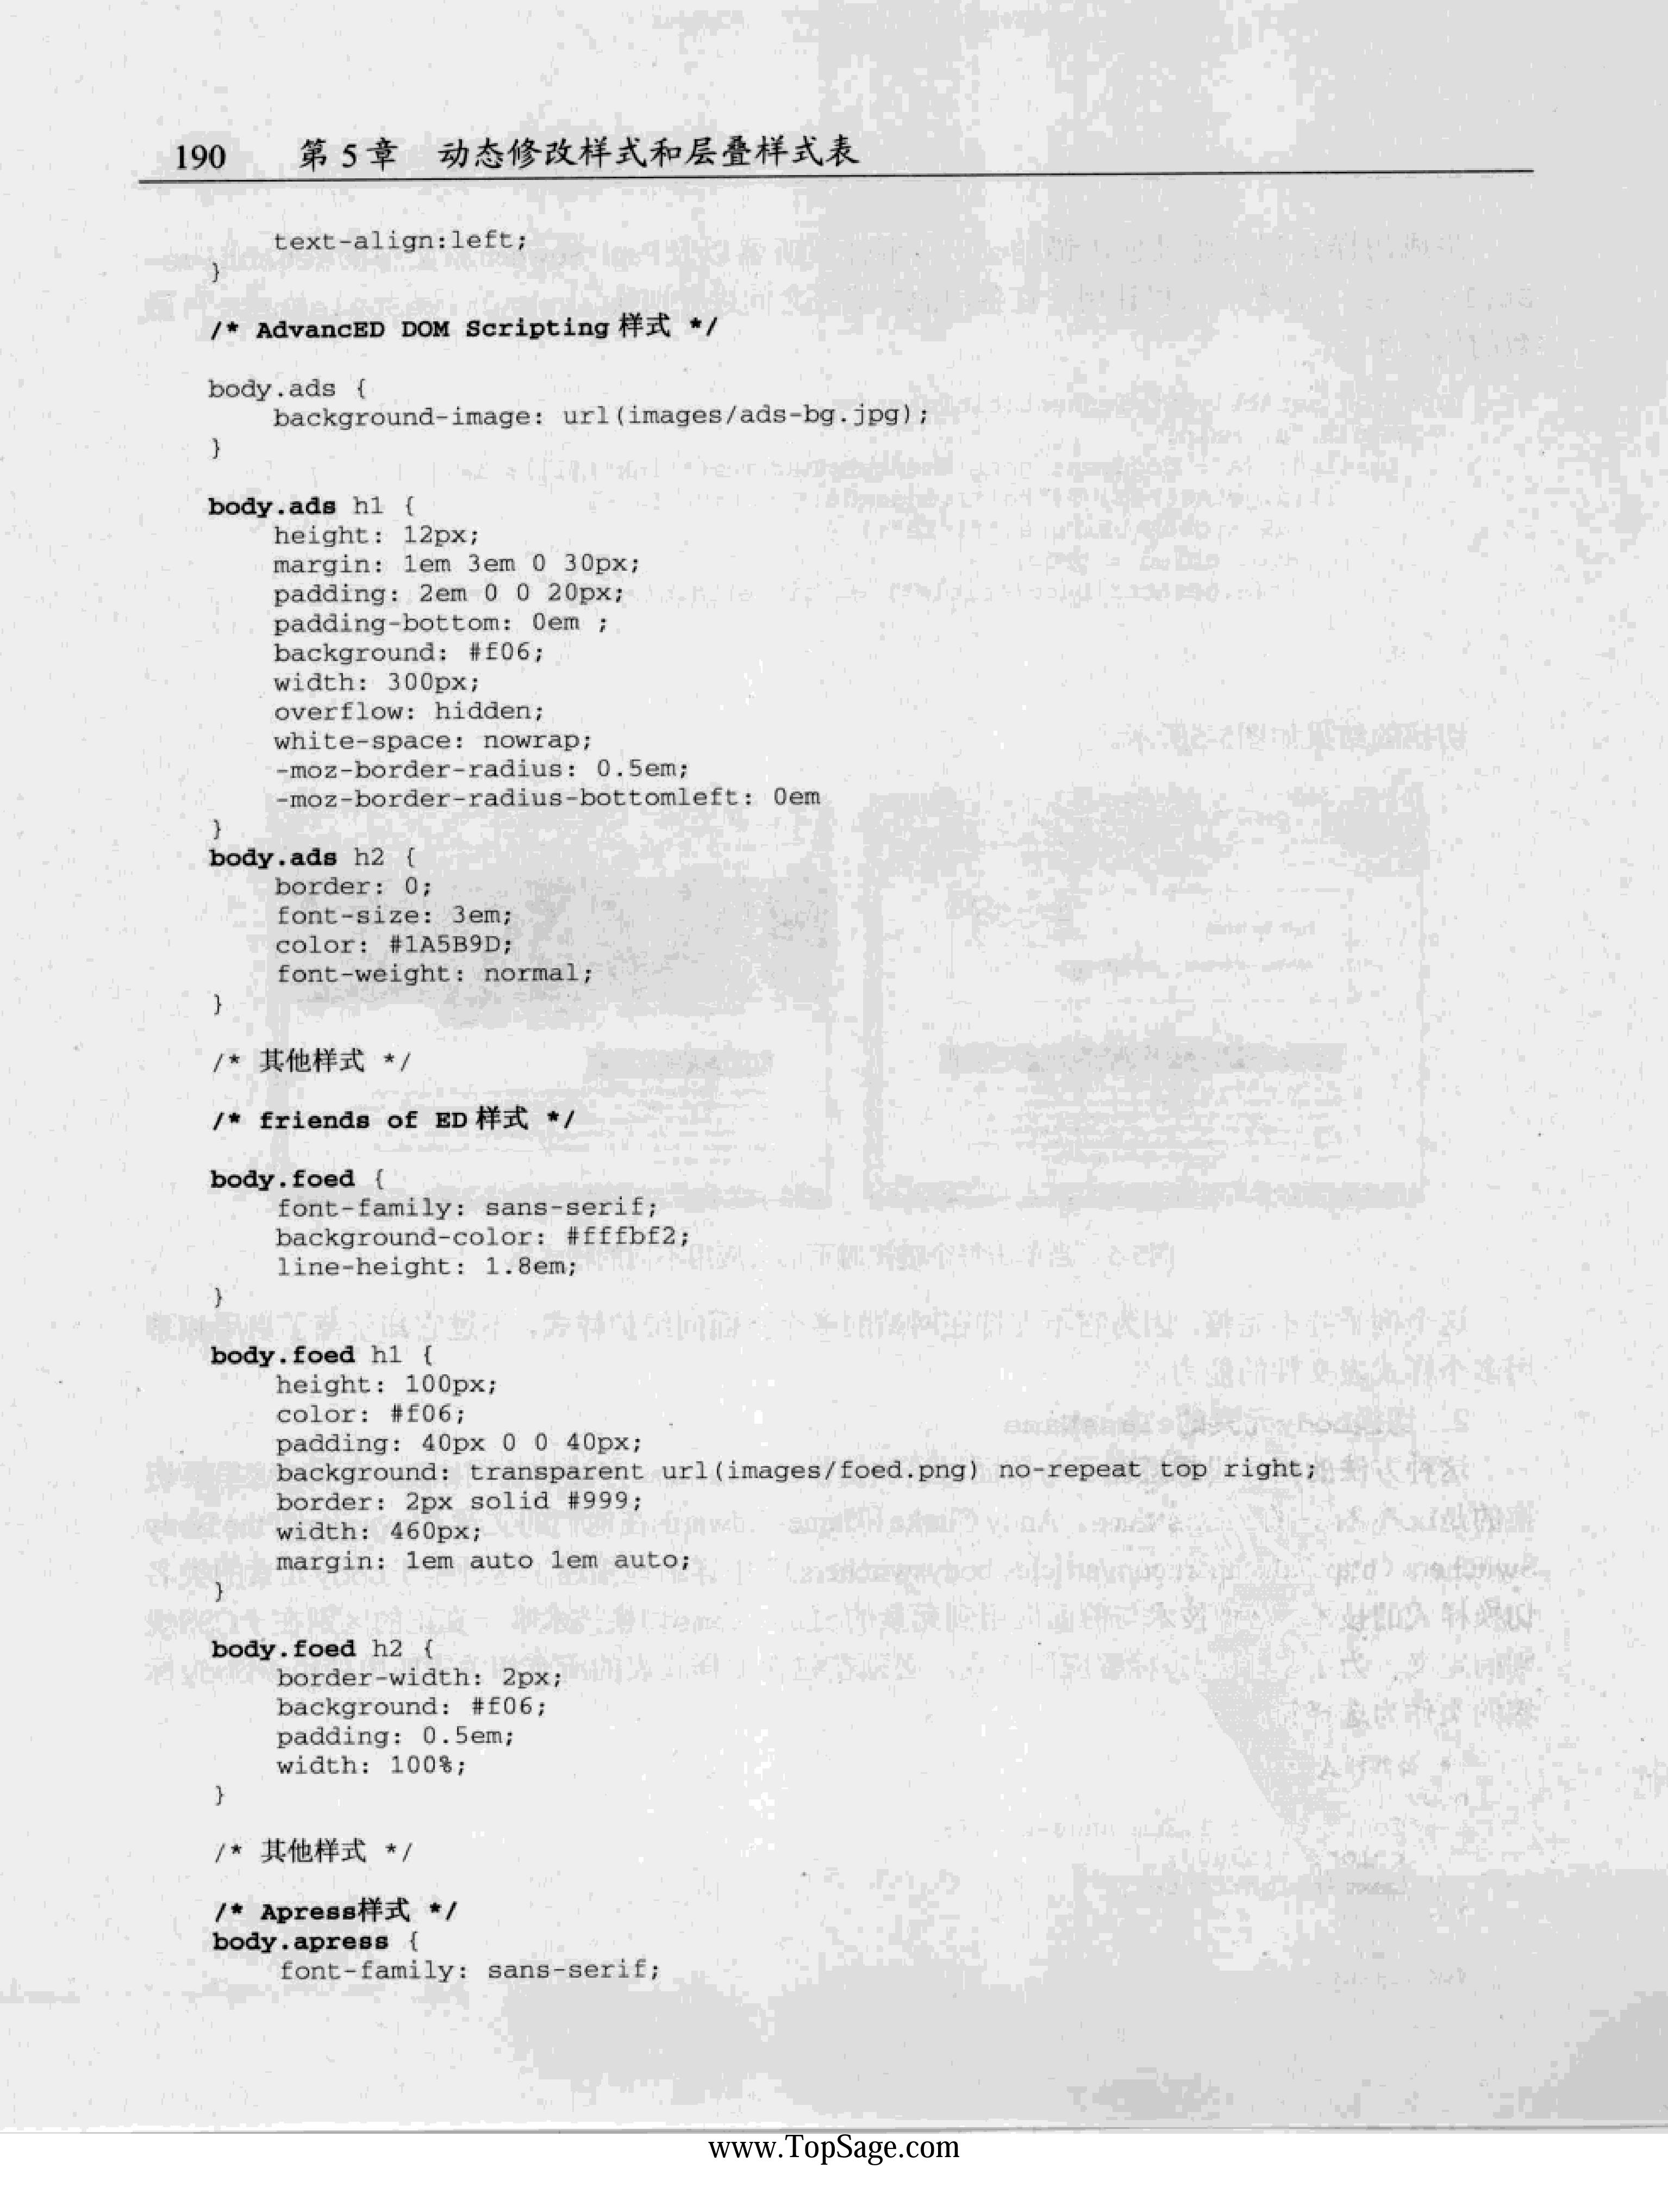 190 第5章 动态修改样式和层叠样式表
text-align:left;
}
/* AdvancED DOM Scripting 样式 */
body.ads {
background-image: url(images/ads-bg.jpg);
}
body.ads h1 {
height: 12px;
margin: 1em 3em 0 30px;
padding: 2em 0 0 20px;
padding-bottom: 0em ;
background: #f06;
width: 300px;
overflow: hidden;
white-space: nowrap;
-moz-border-radius: 0.5em;
-moz-border-radius-bottomleft: 0em
}
body.ads h2 {
border: 0;
font-size: 3em;
color: #1A5B9D;
font-weight: normal;
}
/* 其他样式 */
/* friends of ED 样式 */
body.foed {
font-family: sans-serif;
background-color: #fffbf2;
line-height: 1.8em;
}
body.foed h1 {
height: 100px;
color: #f06;
padding: 40px 0 0 40px;
background: transparent url(images/foed.png) no-repeat top right;
border: 2px solid #999;
width: 460px;
margin: 1em auto 1em auto;
}
body.foed h2 {
border-width: 2px;
background: #f06;
padding: 0.5em;
width: 100%;
}
/* 其他样式 */
/* Apress样式 */
body.apress {
font-family: sans-serif;
www.TopSage.com